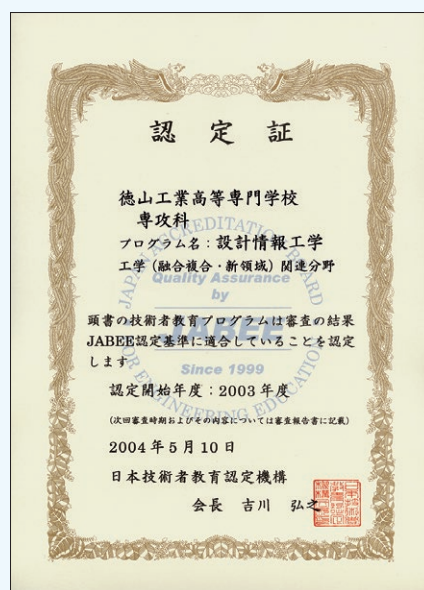 認定証
徳山工業高等専門学校
専攻科
プログラム名：設計情報工学
工学（融合複合・新領域）関連分野
JAPAN ACCREDITATION BOARD
Quality Assurance
by
頭書の技術者教育プログラムは審査の結果
JABEE
JABEE認定基準に適合していることを認定
します
Since 1999
FOR ENGINEERING EDUCATION
認定開始年度：2003年度
(次回審査時期およびその内容については審査報告書に記載)
2004年5月10日
日本技術者教育認定機構
会長 吉川 弘之